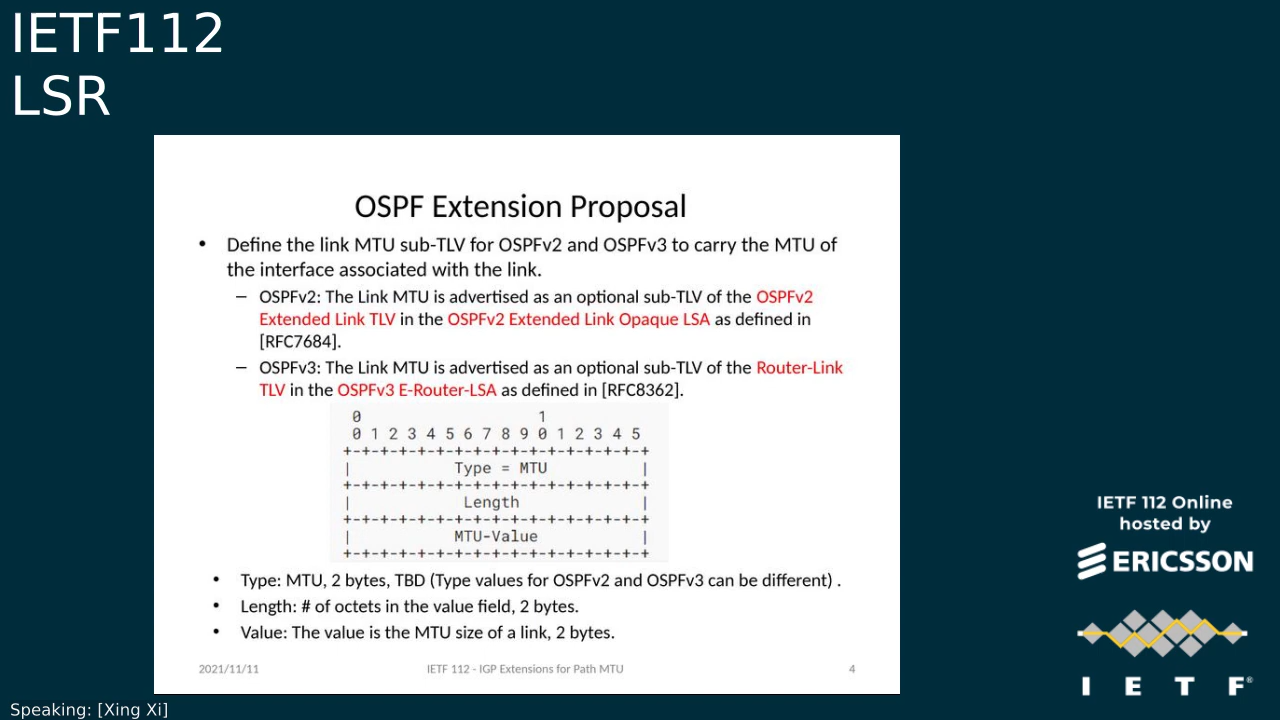 IETF112
LSR
OSPF Extension Proposal
• Define the link MTU sub-TLV for OSPFv2 and OSPFv3 to carry the MTU of
the interface associated with the link.
– OSPFv2: The Link MTU is advertised as an optional sub-TLV of the OSPFv2
Extended Link TLV in the OSPFv2 Extended Link Opaque LSA as defined in
[RFC7684].
– OSPFv3: The Link MTU is advertised as an optional sub-TLV of the Router-Link
TLV in the OSPFv3 E-Router-LSA as defined in [RFC8362].
0                   1
0 1 2 3 4 5 6 7 8 9 0 1 2 3 4 5
+-+-+-+-+-+-+-+-+-+-+-+-+-+-+-+-+
|           Type = MTU          |
+-+-+-+-+-+-+-+-+-+-+-+-+-+-+-+-+
|            Length             |
+-+-+-+-+-+-+-+-+-+-+-+-+-+-+-+-+
|           MTU-Value           |
+-+-+-+-+-+-+-+-+-+-+-+-+-+-+-+-+
• Type: MTU, 2 bytes, TBD (Type values for OSPFv2 and OSPFv3 can be different) .
• Length: # of octets in the value field, 2 bytes.
• Value: The value is the MTU size of a link, 2 bytes.
2021/11/11 IETF 112 - IGP Extensions for Path MTU 4
IETF 112 Online
hosted by
ERICSSON
I E T F®
Speaking: [Xing Xi]